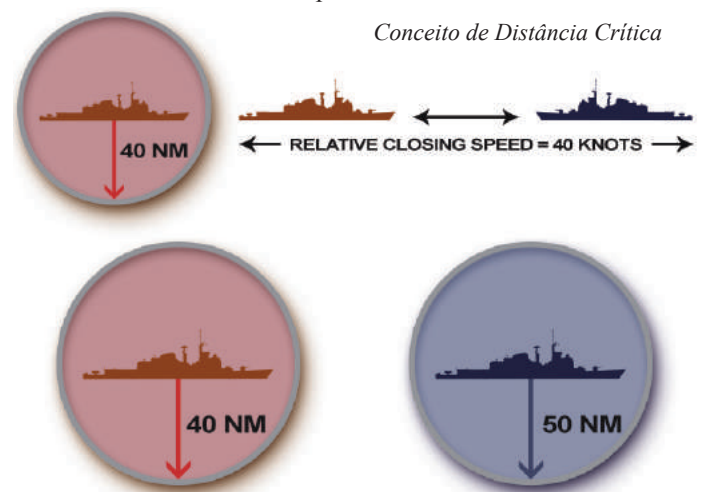 Conceito de Distância Crítica
40 NM
RELATIVE CLOSING SPEED = 40 KNOTS
40 NM
50 NM